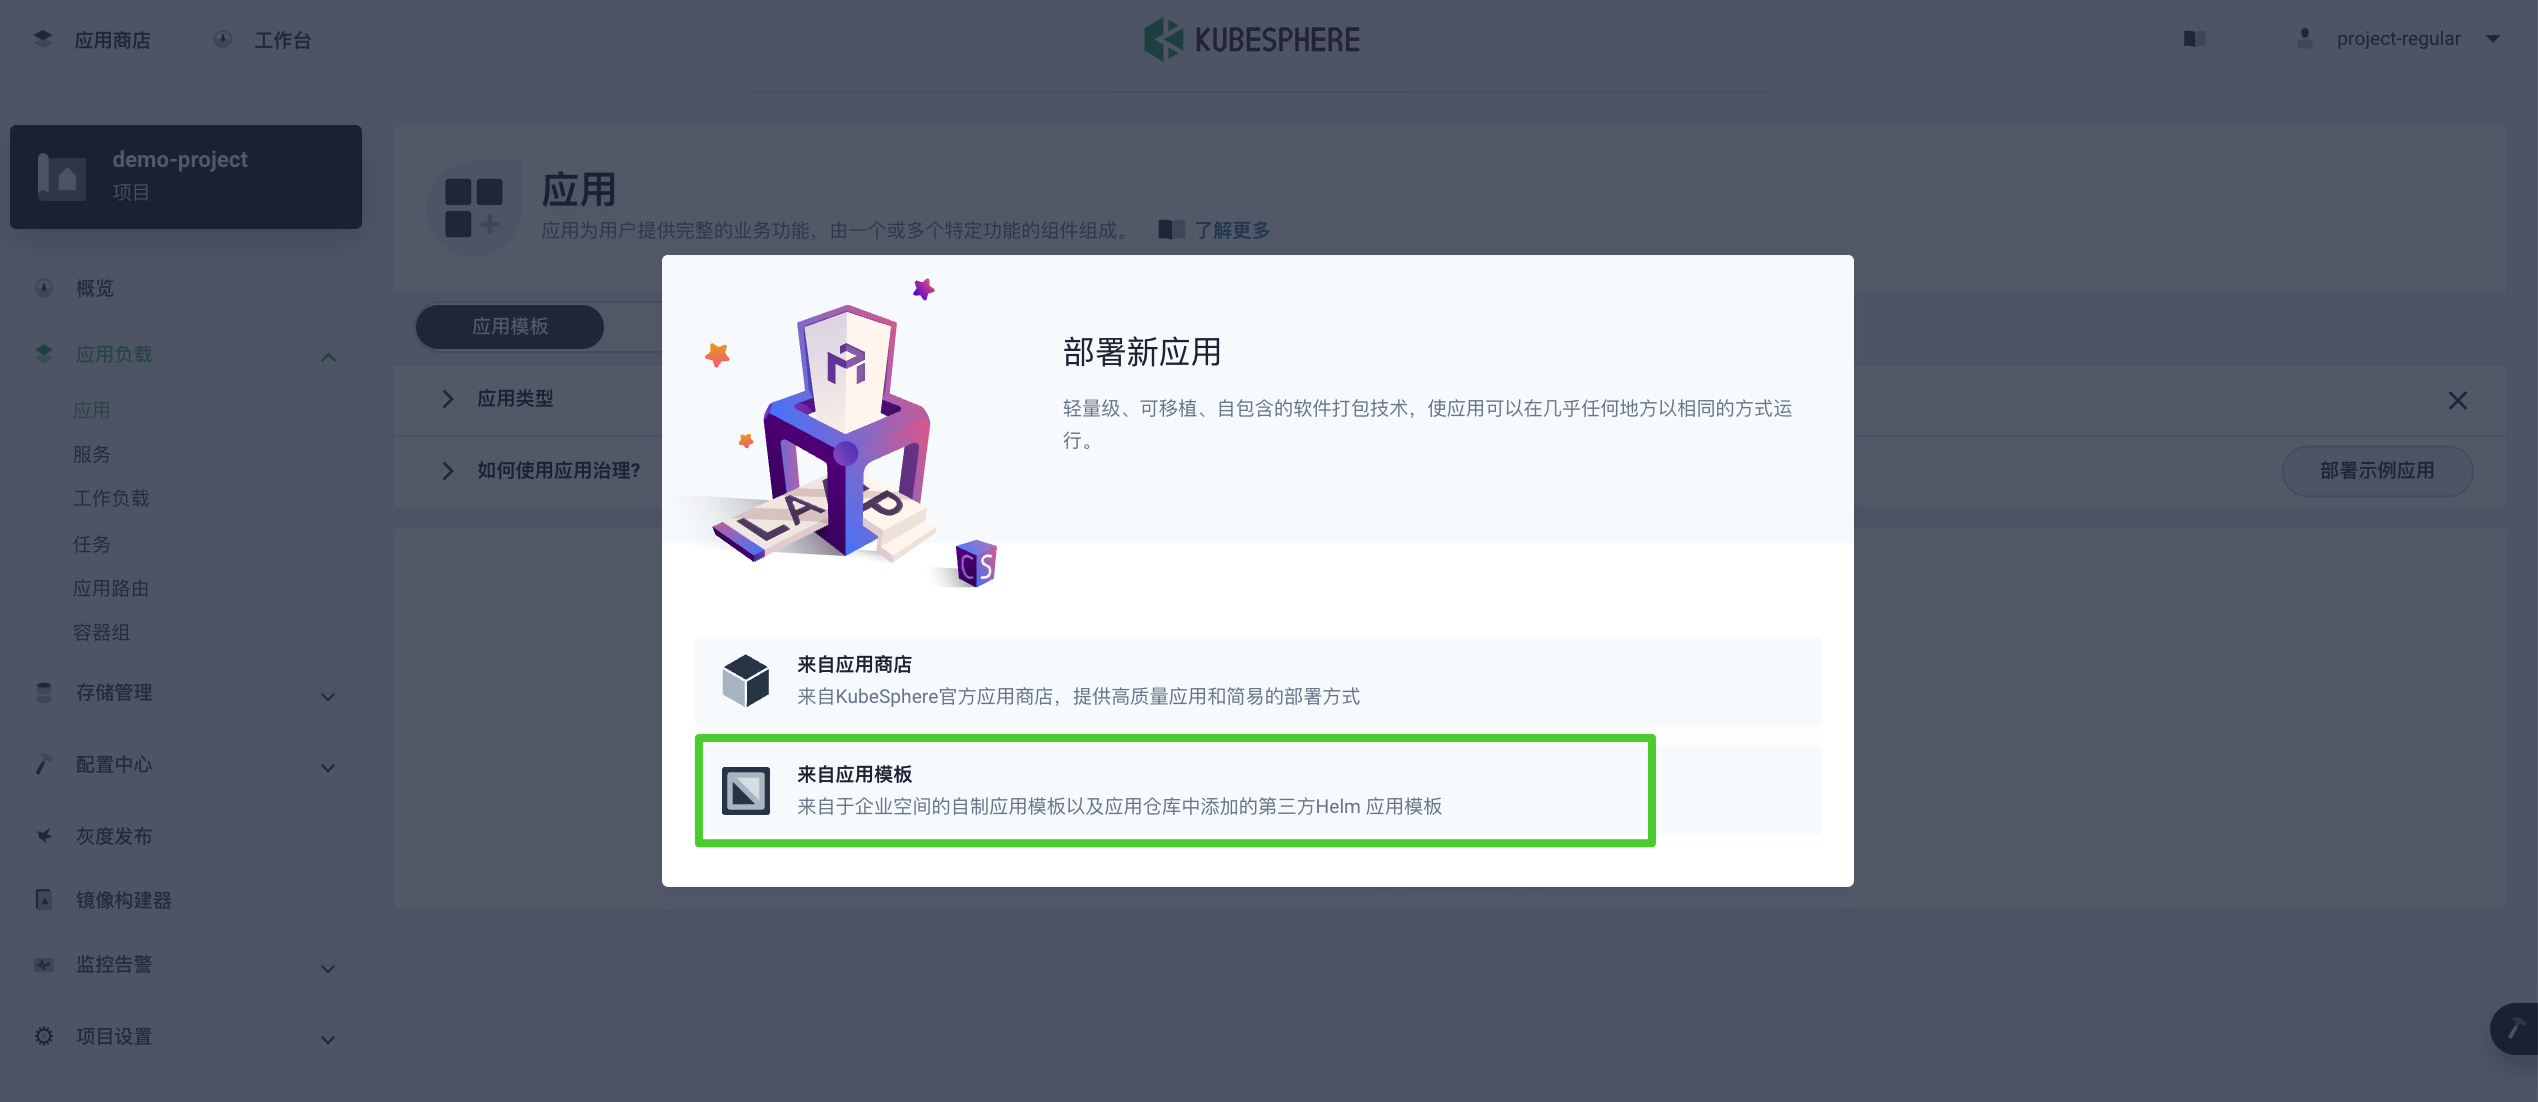 应用商店
工作台
KUBESPHERE
project-regular
demo-project
项目
概览
应用负载
应用
服务
工作负载
任务
应用路由
容器组
存储管理
配置中心
灰度发布
镜像构建器
监控告警
项目设置
应用
应用为用户提供完整的业务功能，由一个或多个特定功能的组件组成。
了解更多
应用模板
应用类型
如何使用应用治理?
部署示例应用
部署新应用
轻量级、可移植、自包含的软件打包技术，使应用可以在几乎任何地方以相同的方式运
行。
CS
来自应用商店
来自KubeSphere官方应用商店，提供高质量应用和简易的部署方式
来自应用模板
来自于企业空间的自制应用模板以及应用仓库中添加的第三方Helm 应用模板